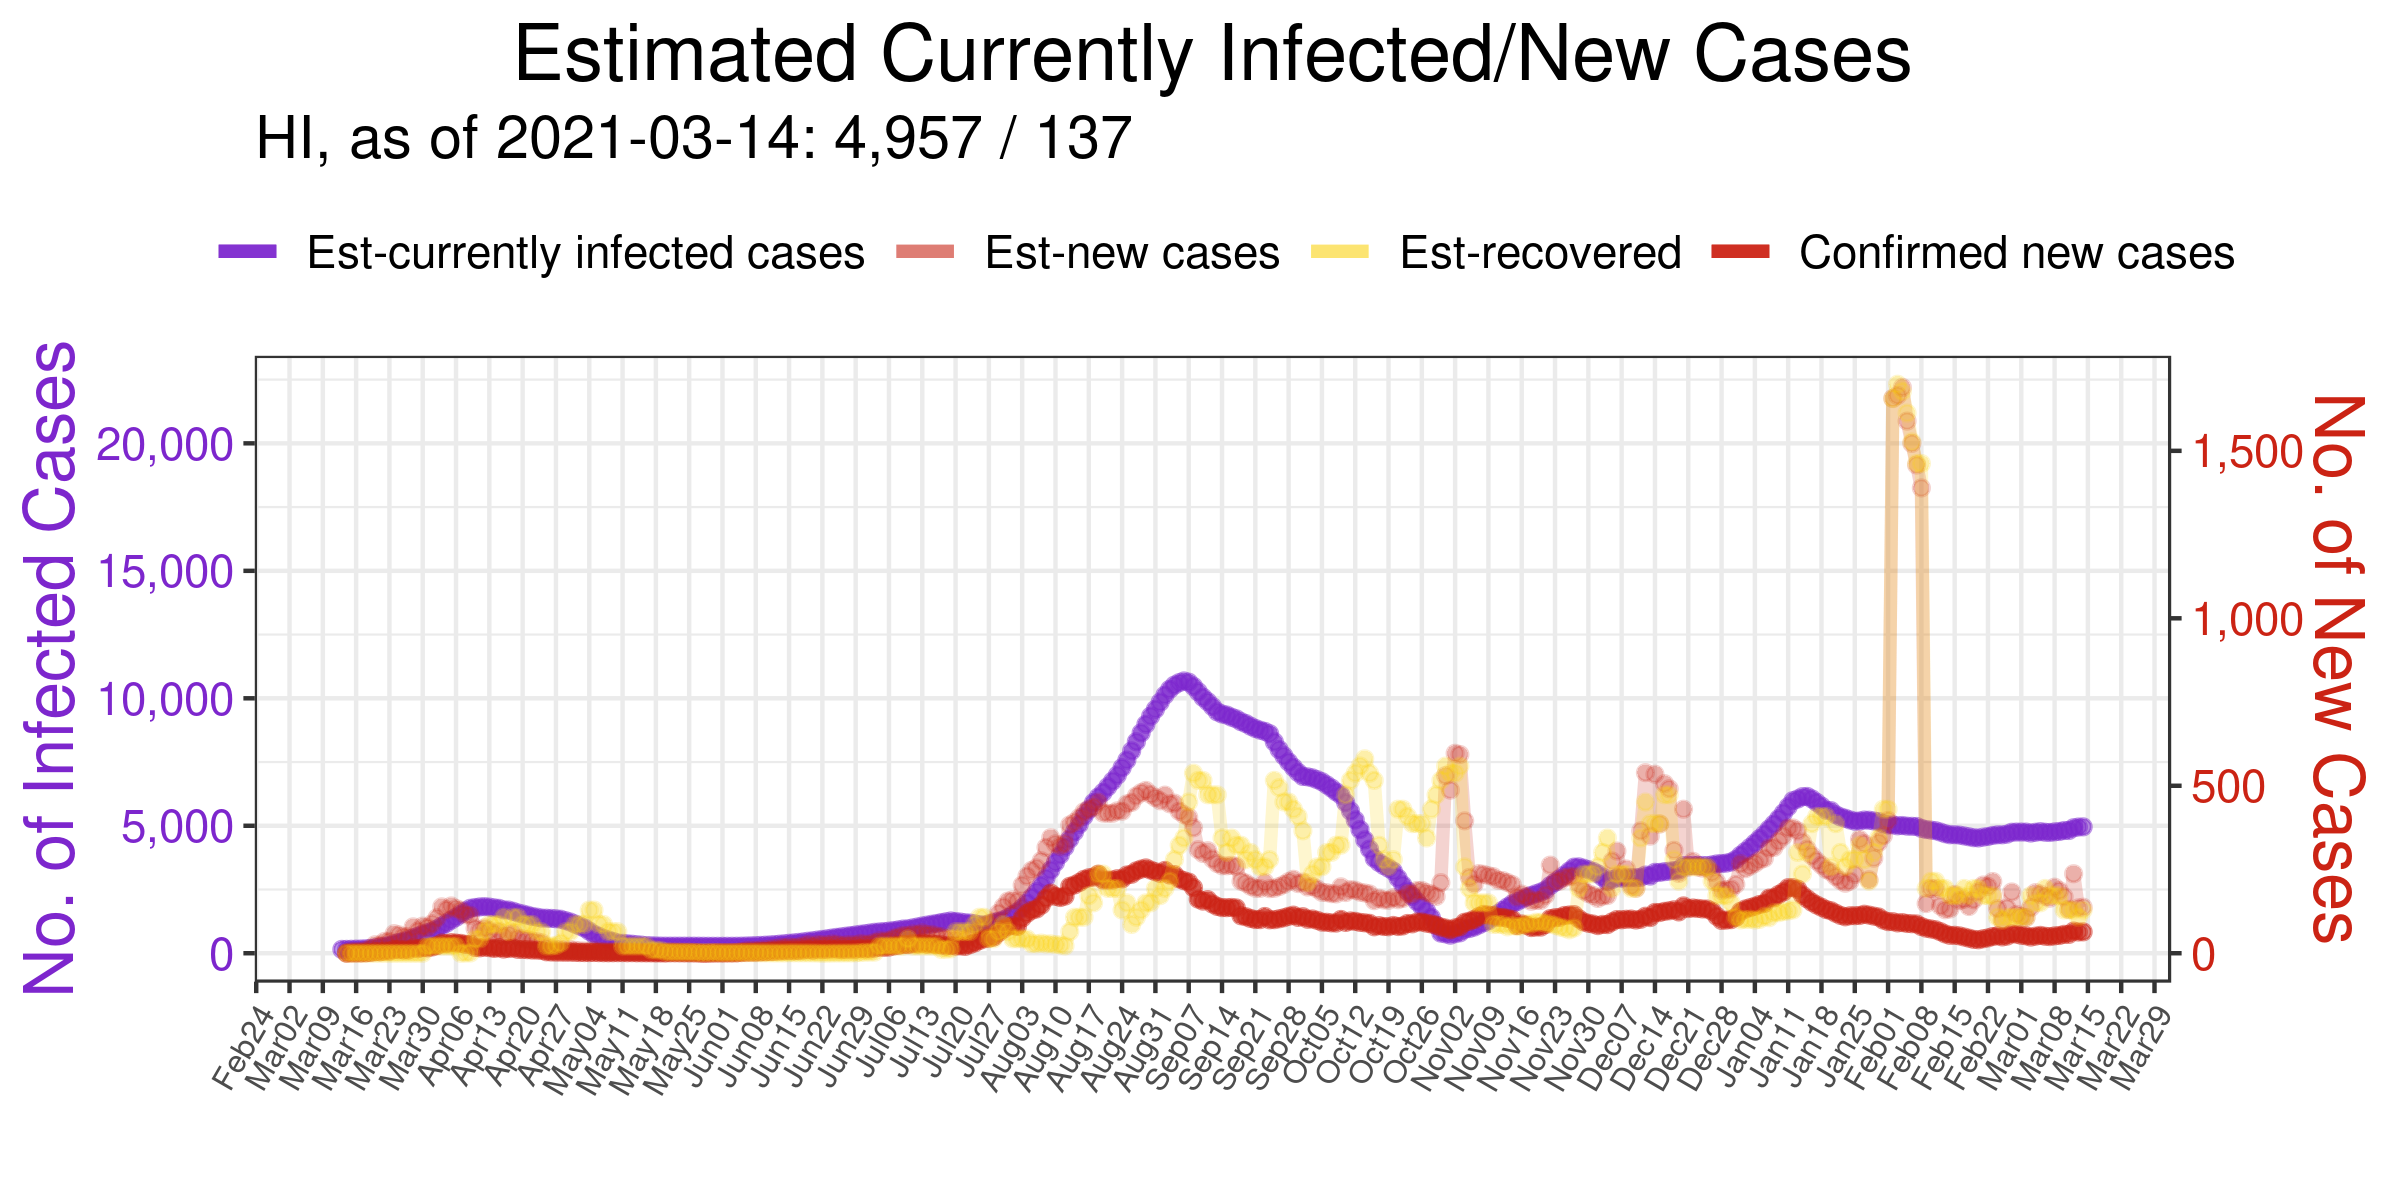 Estimated Currently Infected/New Cases
HI, as of 2021-03-14: 4,957 / 137
Est-currently infected cases Est-new cases Est-recovered Confirmed new cases
No. of Infected Cases
20,000
15,000
10,000
5,000
0
1,500
1,000
500
0
No. of New Cases
Feb24 Mar02 Mar09 Mar16 Mar23 Mar30 Apr06 Apr13 Apr20 Apr27 May04 May11 May18 May25 Jun01 Jun08 Jun15 Jun22 Jun29 Jul06 Jul13 Jul20 Jul27 Aug03 Aug10 Aug17 Aug24 Aug31 Sep07 Sep14 Sep21 Sep28 Oct05 Oct12 Oct19 Oct26 Nov02 Nov09 Nov16 Nov23 Nov30 Dec07 Dec14 Dec21 Dec28 Jan04 Jan11 Jan18 Jan25 Feb01 Feb08 Feb15 Feb22 Mar01 Mar08 Mar15 Mar22 Mar29